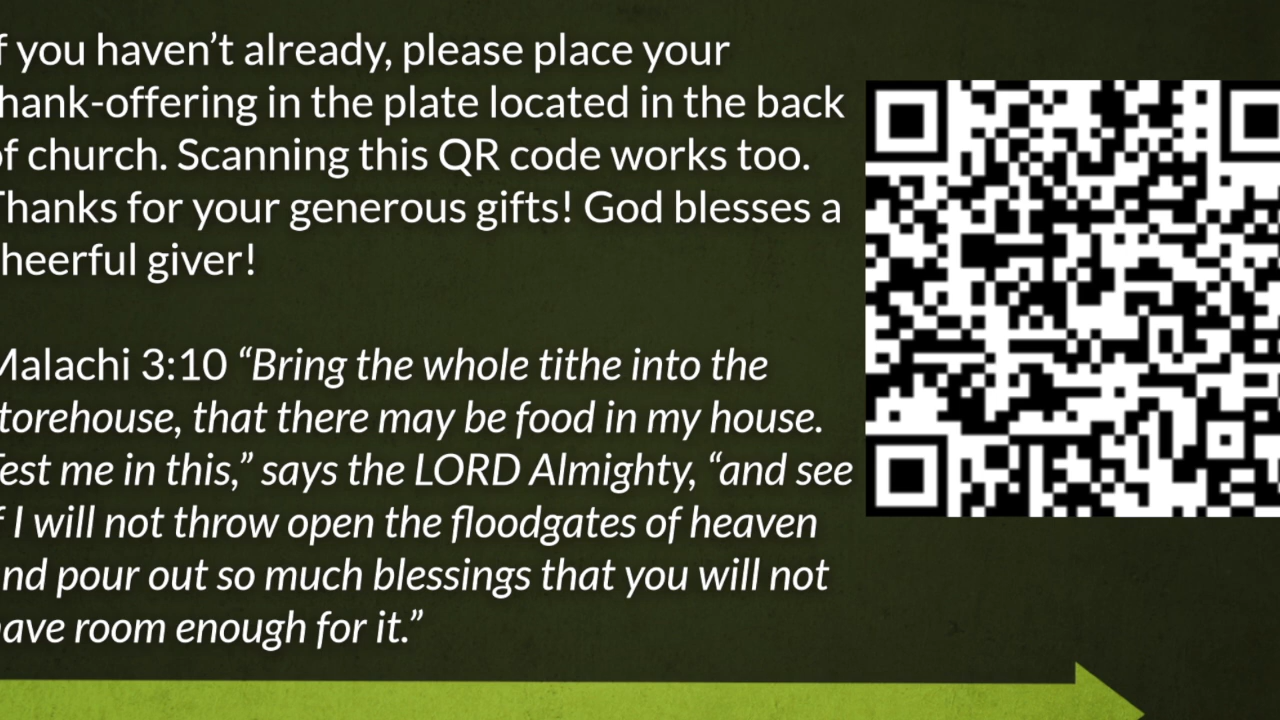 f you haven’t already, please place your
hank-offering in the plate located in the back
of church. Scanning this QR code works too.
Thanks for your generous gifts! God blesses a
heerful giver!
Malachi 3:10 “Bring the whole tithe into the
torehouse, that there may be food in my house.
Test me in this,” says the LORD Almighty, “and see
f I will not throw open the floodgates of heaven
nd pour out so much blessings that you will not
have room enough for it.”